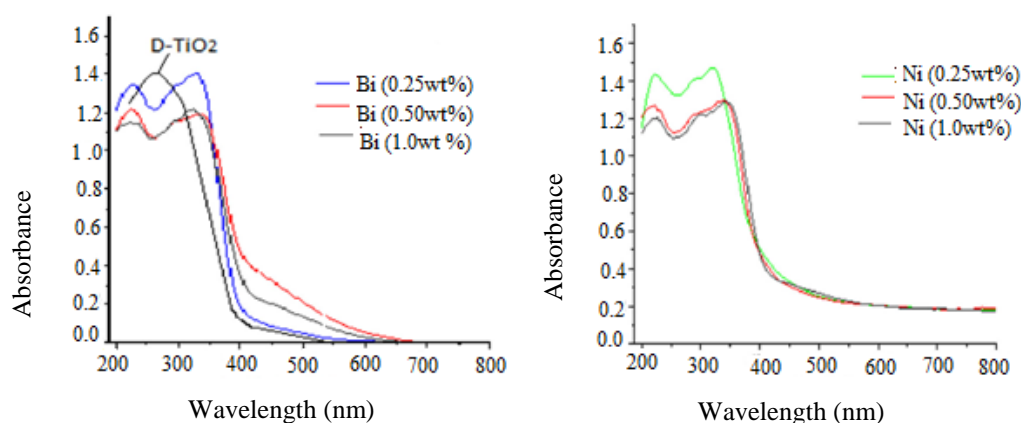 D-TiO2
1.6
1.4
1.2
1.0
0.8
0.6
0.4
0.2
0.0
Bi (0.25wt%)
Bi (0.50wt%)
Bi (1.0wt %)
Absorbance
200 300 400 500 600 700 800
Wavelength (nm)
1.6
1.4
1.2
1.0
0.8
0.6
0.4
0.2
0.0
Ni (0.25wt%)
Ni (0.50wt%)
Ni (1.0wt%)
Absorbance
200 300 400 500 600 700 800
Wavelength (nm)